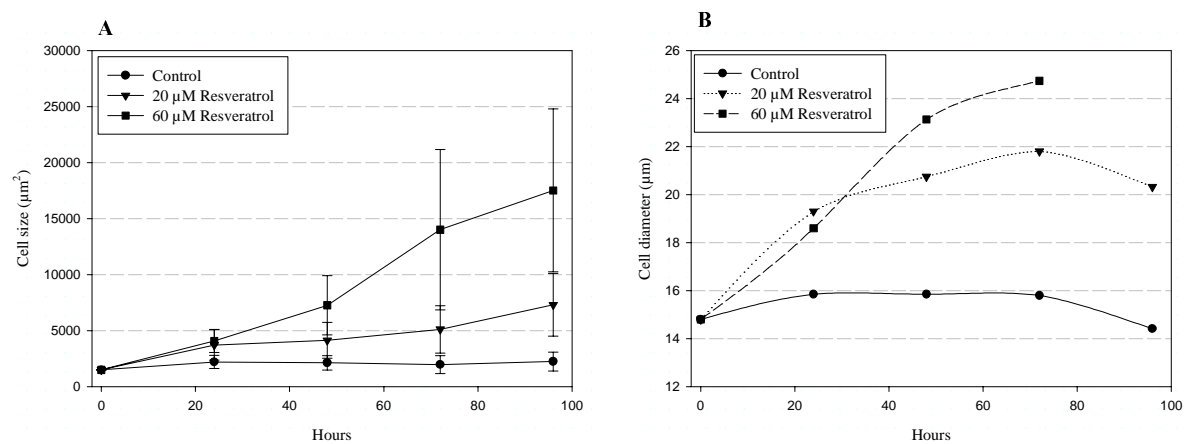 A
30000
25000
20000
15000
10000
5000
0
Cell size (µm²)
Control
20 µM Resveratrol
60 µM Resveratrol
0 20 40 60 80 100
Hours
B
26
24
22
20
18
16
14
12
Cell diameter (µm)
Control
20 µM Resveratrol
60 µM Resveratrol
0 20 40 60 80 100
Hours